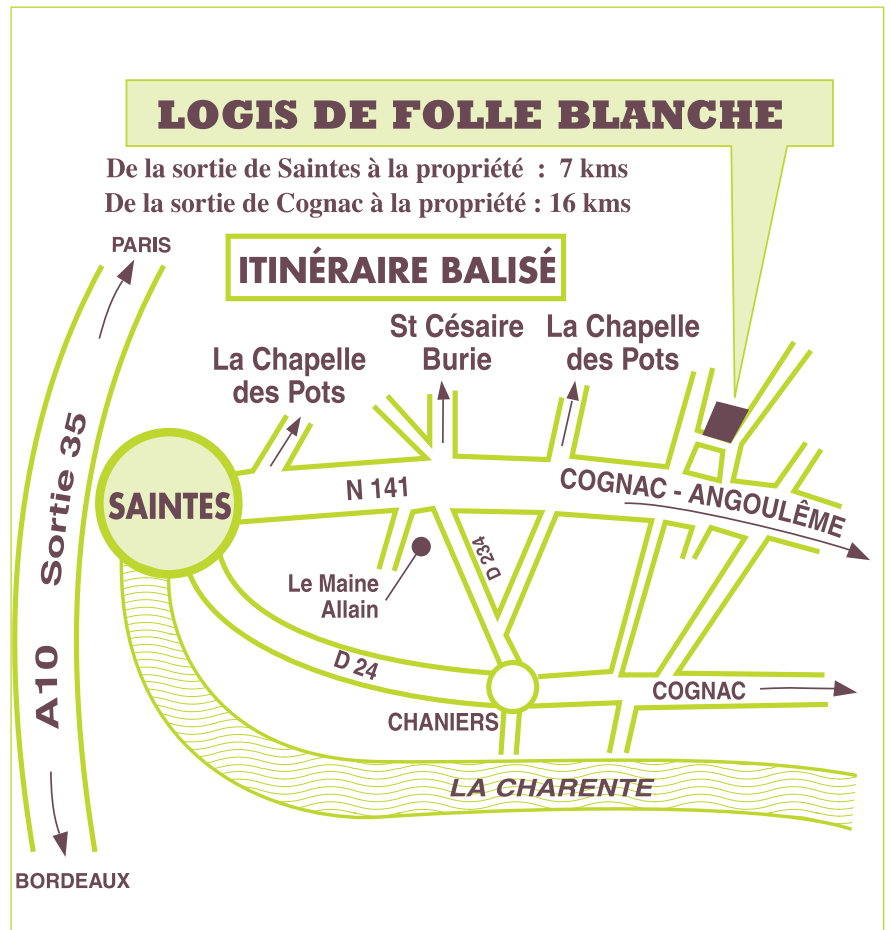 LOGIS DE FOLLE BLANCHE
De la sortie de Saintes à la propriété : 7 kms
De la sortie de Cognac à la propriété : 16 kms
PARIS
ITINÉRAIRE BALISÉ
St Césaire
Burie
La Chapelle
des Pots
La Chapelle
des Pots
A10 Sortie 35
SAINTES
N 141
COGNAC - ANGOULÊME
D 234
Le Maine
Allain
D 24
COGNAC
CHANIERS
LA CHARENTE
BORDEAUX